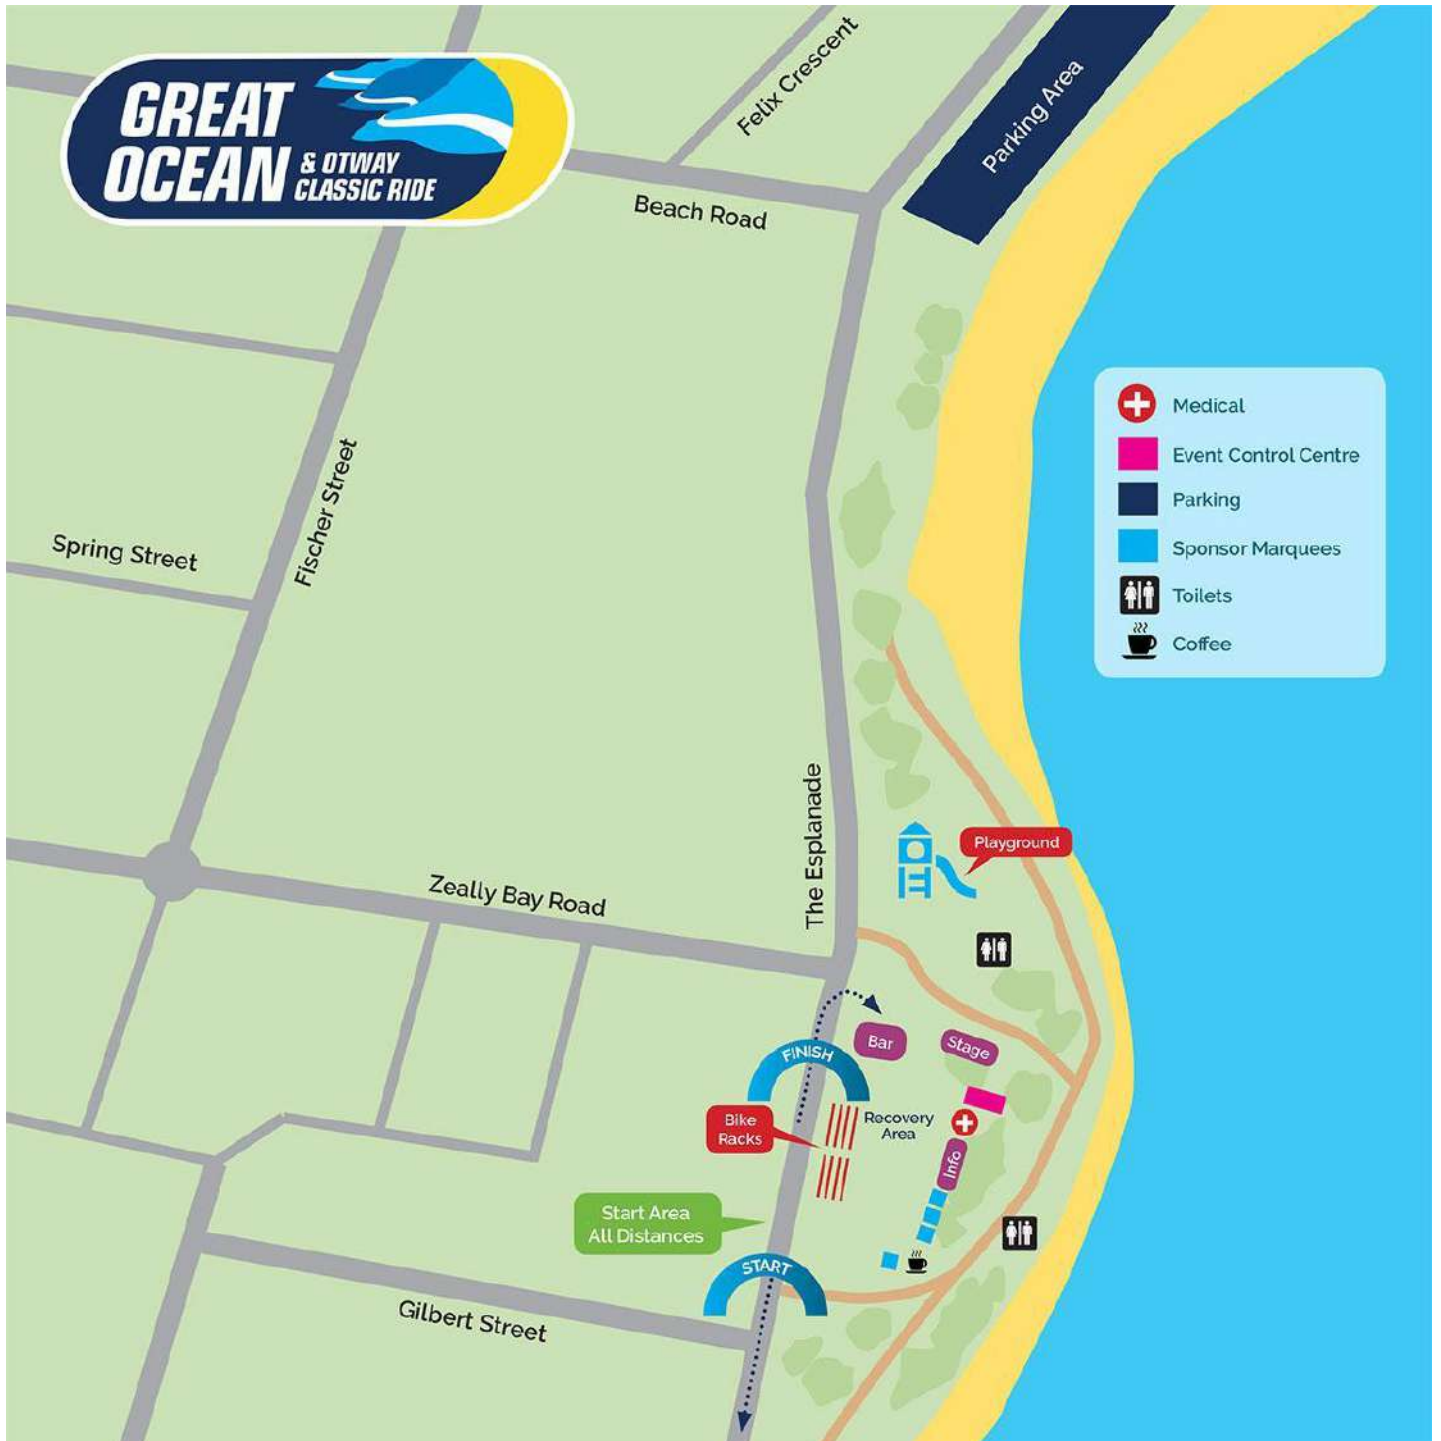 GREAT
OCEAN
& OTWAY
CLASSIC RIDE
Felix Crescent
Parking Area
Beach Road
Medical
Event Control Centre
Parking
Sponsor Marquees
Toilets
Coffee
Fischer Street
Spring Street
The Esplanade
Playground
Zeally Bay Road
Bar
Stage
FINISH
Bike
Racks
Recovery
Area
Info
Start Area
All Distances
START
Gilbert Street